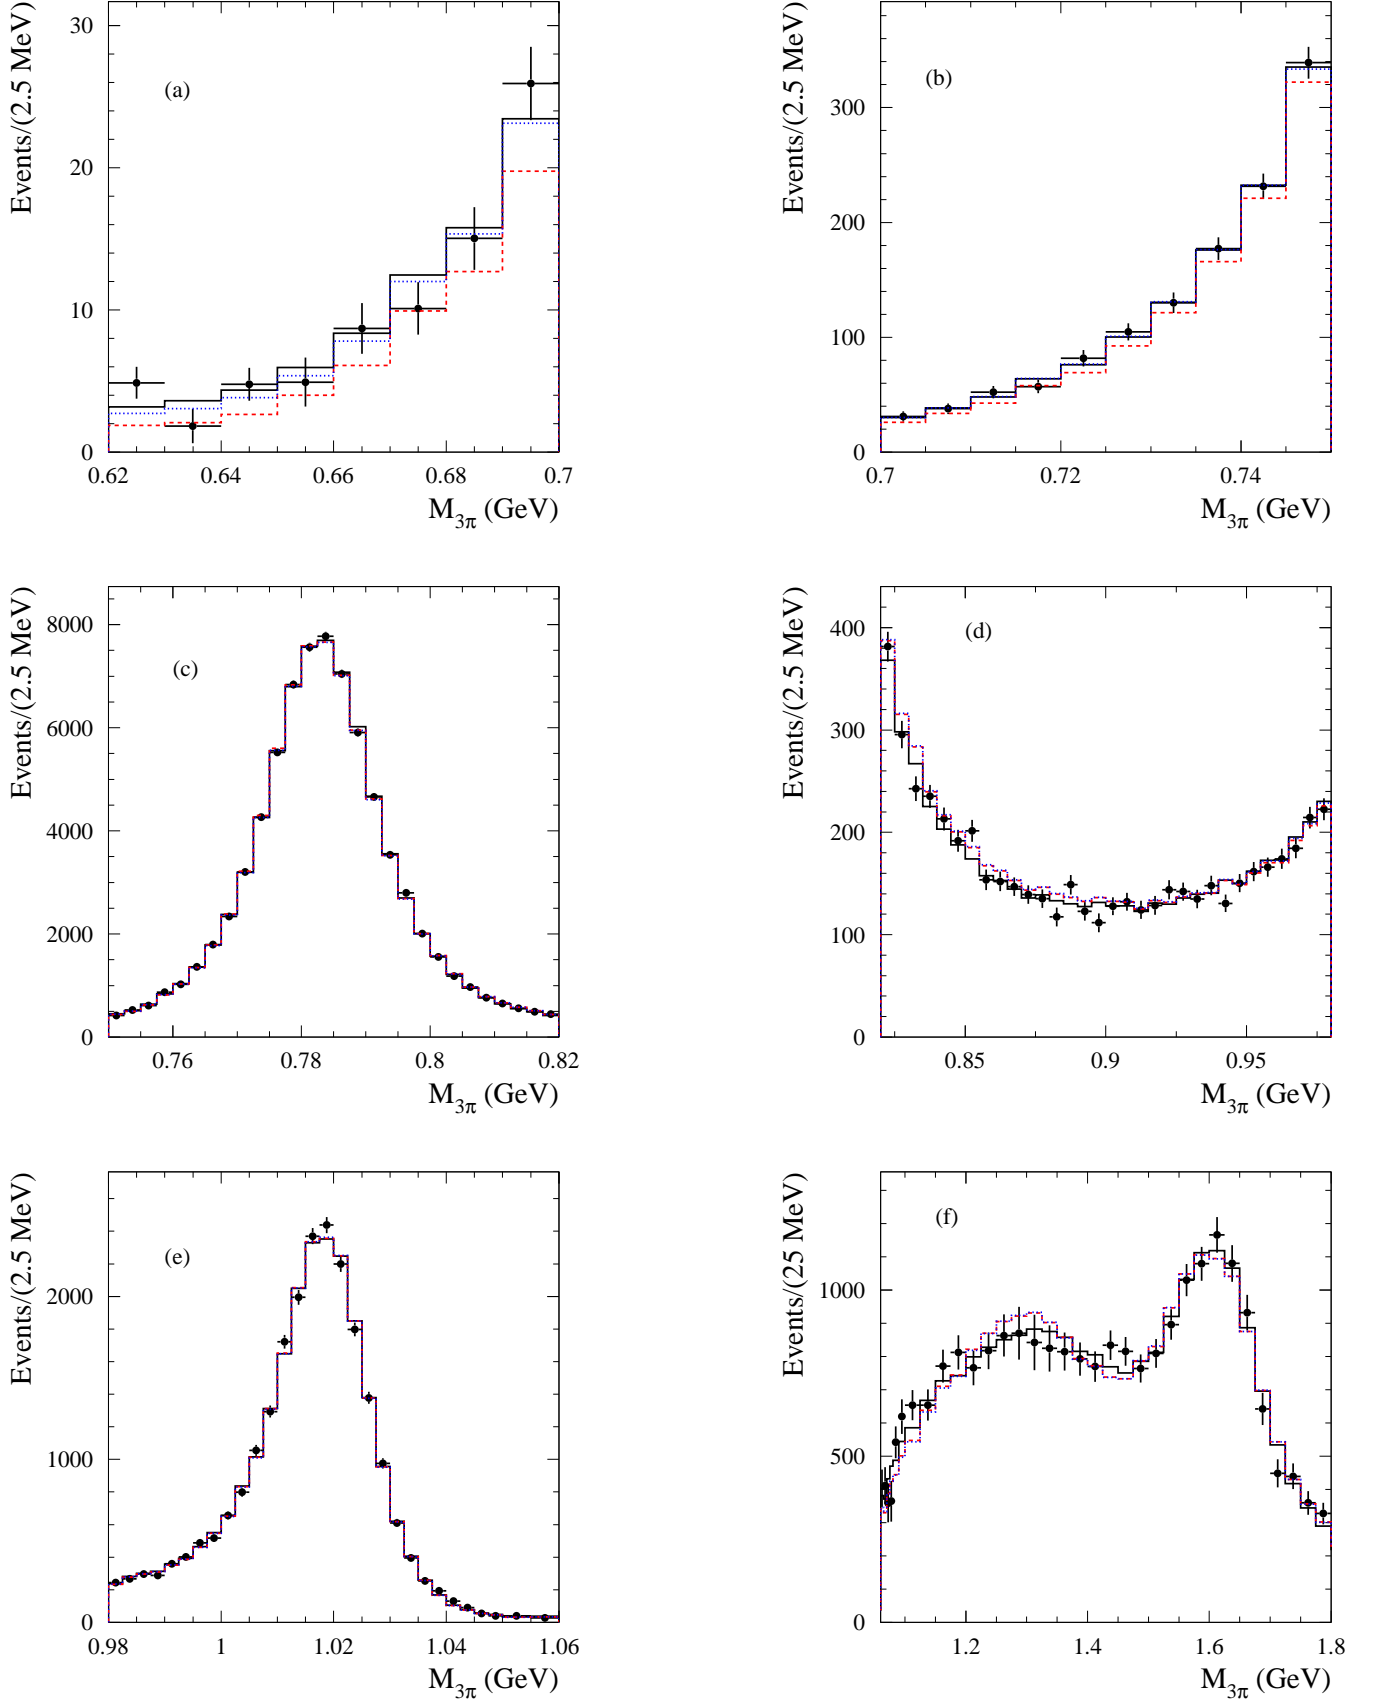 Events/(2.5 MeV)
30
20
10
0
(a)
0.62
0.64
0.66
0.68
0.7
M3π (GeV)
Events/(2.5 MeV)
300
200
100
0
(b)
0.7
0.72
0.74
M3π (GeV)
Events/(2.5 MeV)
8000
6000
4000
2000
0
(c)
0.76
0.78
0.8
0.82
M3π (GeV)
Events/(2.5 MeV)
400
300
200
100
0
(d)
0.85
0.9
0.95
M3π (GeV)
Events/(2.5 MeV)
2000
1000
0
(e)
0.98
1
1.02
1.04
1.06
M3π (GeV)
Events/(25 MeV)
1000
500
0
(f)
1.2
1.4
1.6
1.8
M3π (GeV)